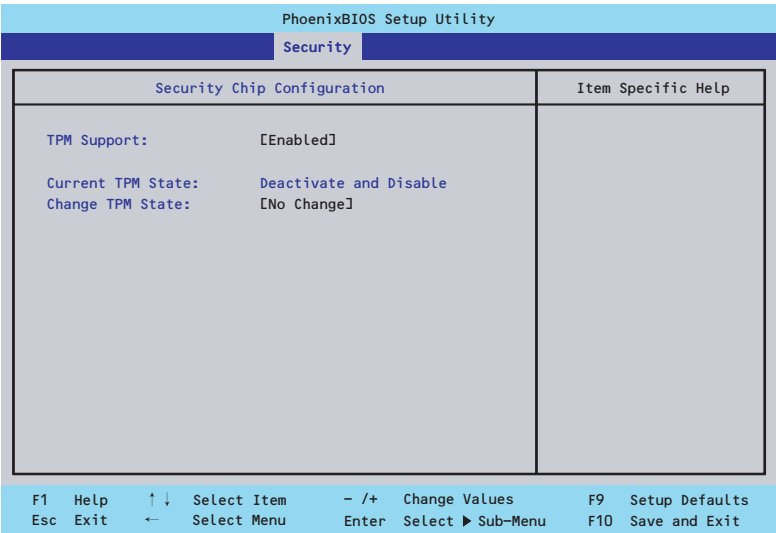 PhoenixBIOS Setup Utility
Security
Security Chip Configuration
Item Specific Help
TPM Support: [Enabled]
Current TPM State: Deactivate and Disable
Change TPM State: [No Change]
F1 Help ↑↓ Select Item - /+ Change Values F9 Setup Defaults
Esc Exit ← Select Menu Enter Select ▶ Sub-Menu F10 Save and Exit